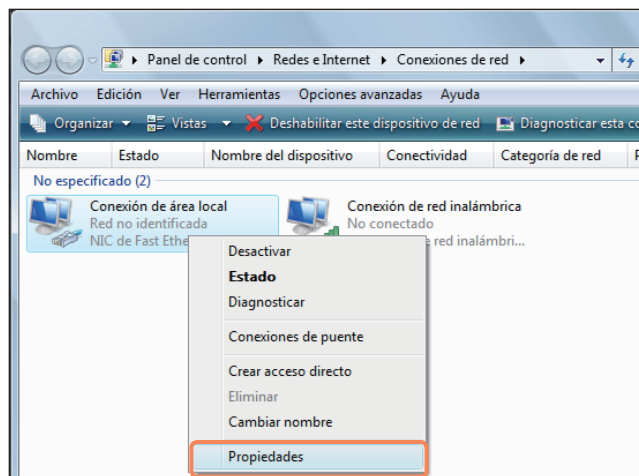 Panel de control ▸ Redes e Internet ▸ Conexiones de red ▸
Archivo Edición Ver Herramientas Opciones avanzadas Ayuda
Organizar Vistas Deshabilitar este dispositivo de red Diagnosticar esta
Nombre Estado Nombre del dispositivo Conectividad Categoría de red
No especificado (2)
Conexión de área local Conexión de red inalámbrica
Red no identificada No conectado
NIC de Fast Ethe red inalámbri...
Desactivar
Estado
Diagnosticar
Conexiones de puente
Crear acceso directo
Eliminar
Cambiar nombre
Propiedades